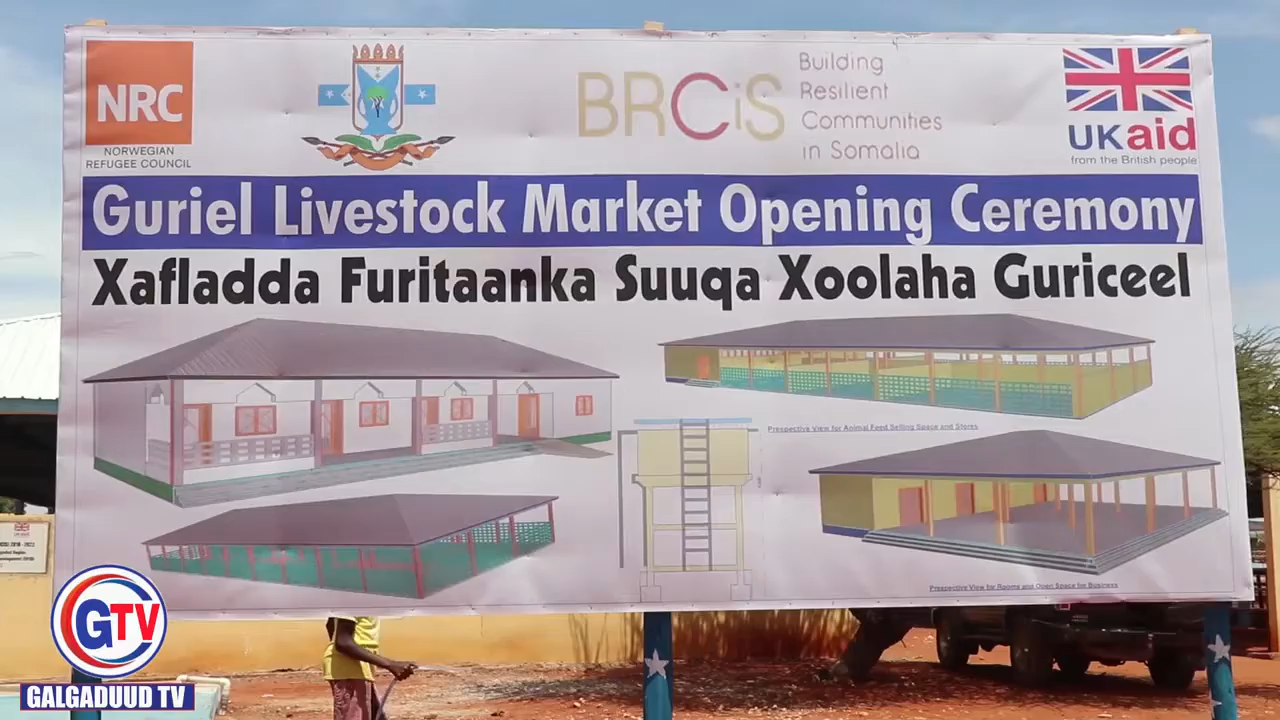 NRC
NORWEGIAN
REFUGEE COUNCIL
BRCiS
Building
Resilient
Communities
in Somalia
UKaid
from the British people
Guriel Livestock Market Opening Ceremony
Xafladda Furitaanka Suuqa Xoolaha Guriceel
Prespective View for Animal Feed Selling Space and Stores
Prespective View for Rooms and Open Space for Business
GTV
GALGADUUD TV